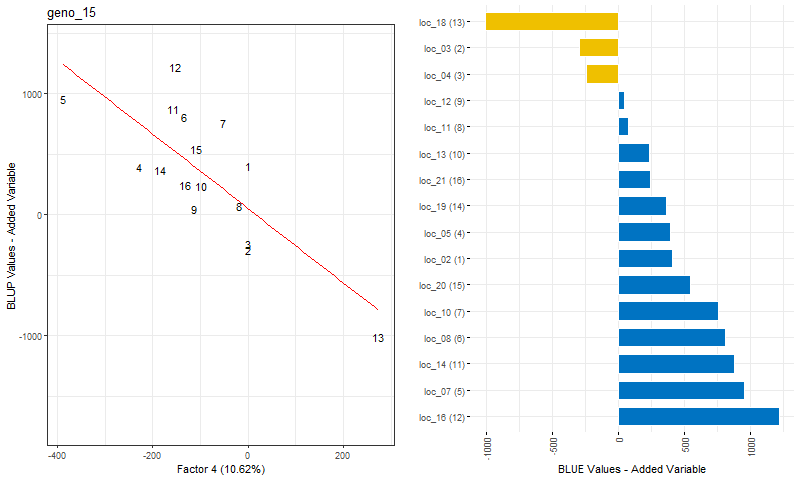 geno_15
BLUP Values - Added Variable
1000
0
-1000
12
5
11
6
7
15
1
4
14
16
10
9
8
3
2
13
-400
-200
0
200
Factor 4 (10.62%)
loc_18 (13)
loc_03 (2)
loc_04 (3)
loc_12 (9)
loc_11 (8)
loc_13 (10)
loc_21 (16)
loc_19 (14)
loc_05 (4)
loc_02 (1)
loc_20 (15)
loc_10 (7)
loc_08 (6)
loc_14 (11)
loc_07 (5)
loc_16 (12)
-1000
-500
0
500
1000
BLUE Values - Added Variable